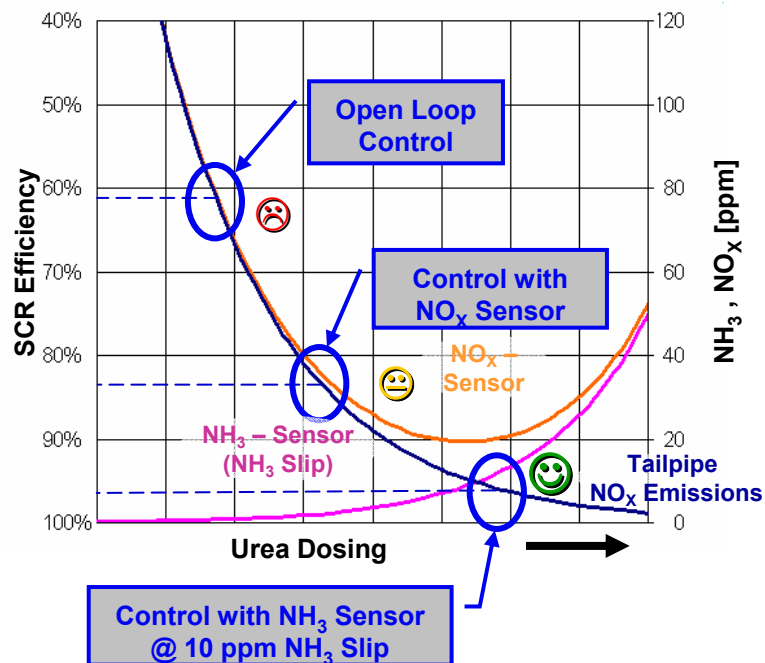 40%
50%
60%
70%
80%
90%
100%
SCR Efficiency
120
100
80
60
40
20
0
NH₃ , NOX [ppm]
Open Loop
Control
Control with
NOX Sensor
NOX –
Sensor
NH₃ – Sensor
(NH₃ Slip)
Tailpipe
NOX Emissions
Urea Dosing
Control with NH₃ Sensor
@ 10 ppm NH₃ Slip